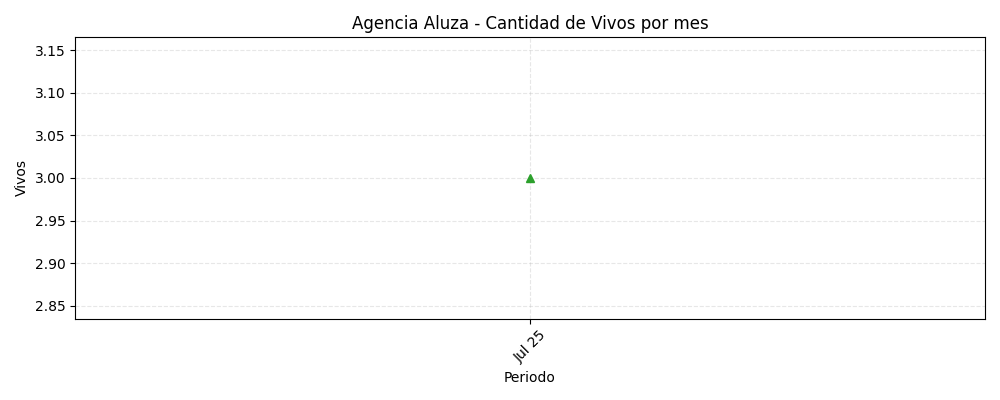 Agencia Aluza - Cantidad de Vivos por mes
3.15
3.10
3.05
3.00
2.95
2.90
2.85
Vivos
Jul 25
Periodo